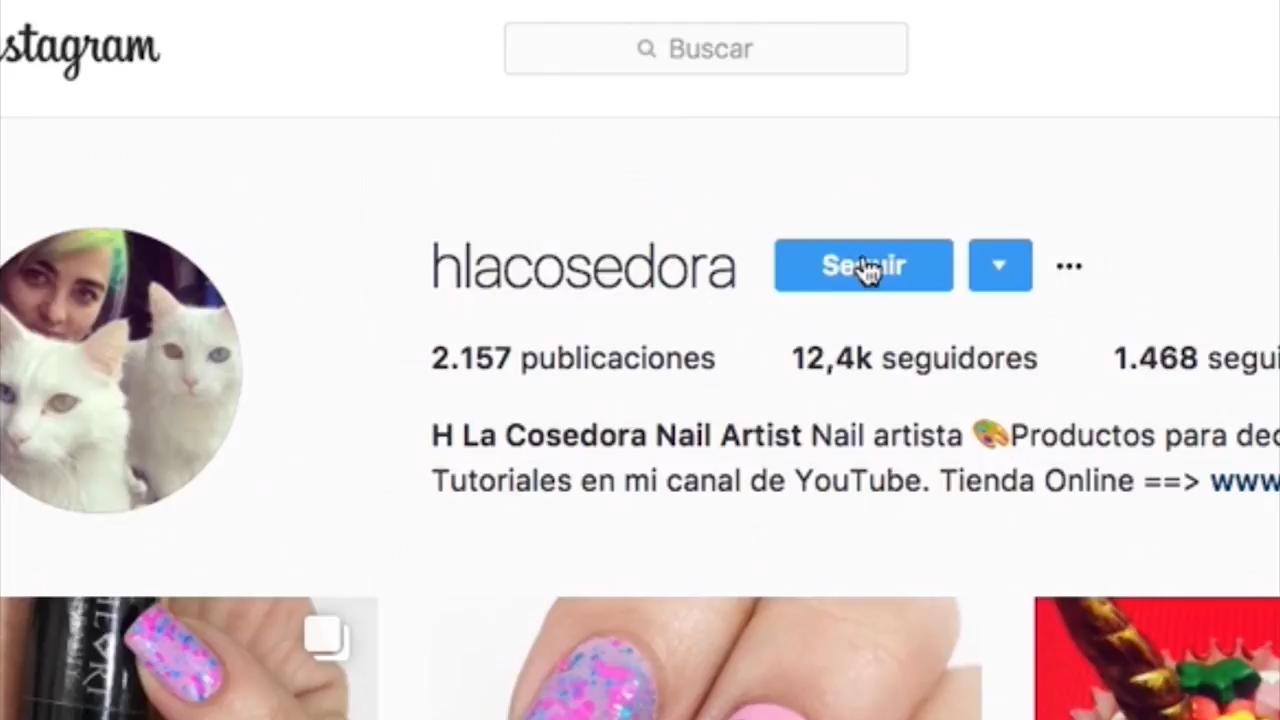 stagram
Buscar
hlacosedora Seguir
2.157 publicaciones 12,4k seguidores 1.468 segui
H La Cosedora Nail Artist Nail artista 🎨Productos para dec
Tutoriales en mi canal de YouTube. Tienda Online ==> www